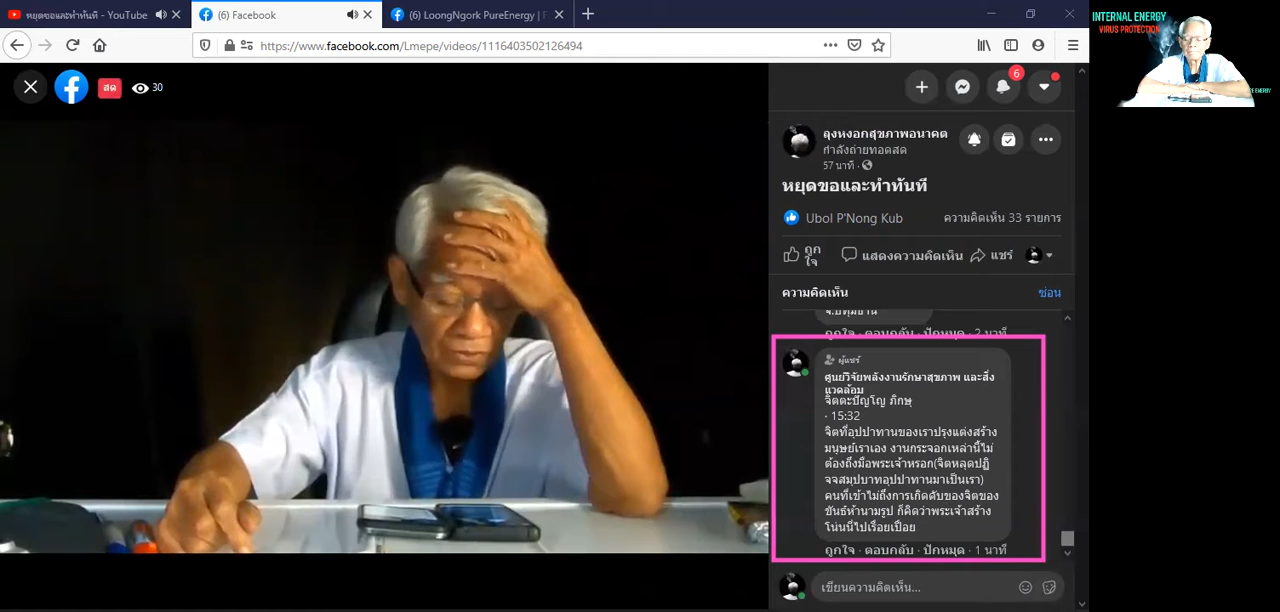 หยุดขอและทำทันที - YouTube
(6) Facebook
(6) LoongNgork PureEnergy |
https://www.facebook.com/Lmepe/videos/1116403502126494
INTERNAL ENERGY
VIRUS PROTECTION
สด
30
6
ลุงหงอกสุขภาพอนาคต
กำลังถ่ายทอดสด
57 นาที ·
หยุดขอและทำทันที
Ubol P'Nong Kub
ความคิดเห็น 33 รายการ
ถูกใจ
แสดงความคิดเห็น
แชร์
ความคิดเห็น
ซ่อน
ถูกใจ · ตอบกลับ · ปักหมุด · 2 นาที
ผู้แชร์
ศูนย์วิจัยพลังงานรักษาสุขภาพ และสิ่ง
แวดล้อม
จิตตะปัญโญ ภิกษุ
· 15:32
จิตที่อุปปาทานของเราปรุงแต่งสร้าง
มนุษย์เราเอง งานกระจอกเหล่านี้ไม่
ต้องถึงมือพระเจ้าหรอก(จิตหลุดปฏิ
จจสมุปบาทอุปปาทานมาเป็นเรา)
คนที่เข้าไม่ถึงการเกิดดับของจิตของ
ขันธ์ห้านามรูป ก็คิดว่าพระเจ้าสร้าง
โน่นนี่ไปเรื่อยเปื่อย
ถูกใจ · ตอบกลับ · ปักหมุด · 1 นาที
เขียนความคิดเห็น...